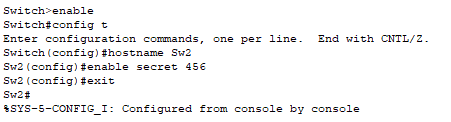 Switch>enable
Switch#config t
Enter configuration commands, one per line.  End with CNTL/Z.
Switch(config)#hostname Sw2
Sw2(config)#enable secret 456
Sw2(config)#exit
Sw2#
%SYS-5-CONFIG_I: Configured from console by console